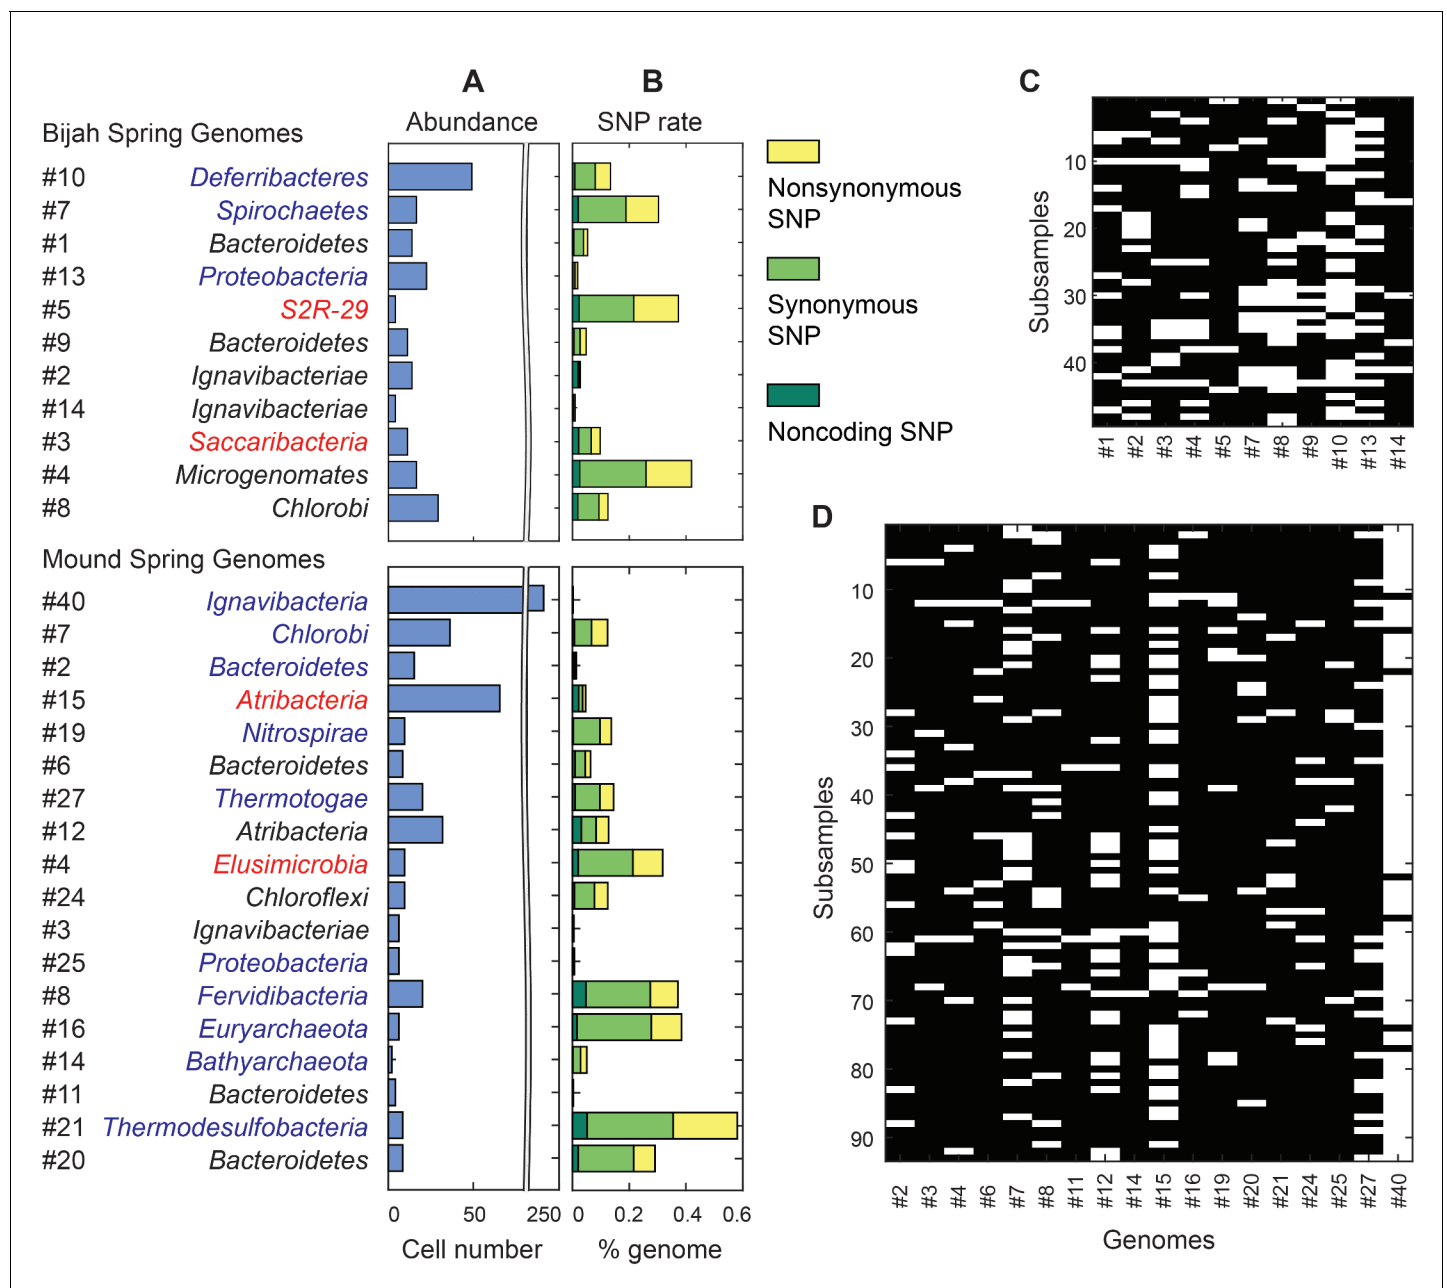 A
B
C
Abundance
SNP rate
Bijah Spring Genomes
#10 Deferribacteres
#7 Spirochaetes
#1 Bacteroidetes
#13 Proteobacteria
#5 S2R-29
#9 Bacteroidetes
#2 Ignavibacteriae
#14 Ignavibacteriae
#3 Saccaribacteria
#4 Microgenomates
#8 Chlorobi
Mound Spring Genomes
#40 Ignavibacteria
#7 Chlorobi
#2 Bacteroidetes
#15 Atribacteria
#19 Nitrospirae
#6 Bacteroidetes
#27 Thermotogae
#12 Atribacteria
#4 Elusimicrobia
#24 Chloroflexi
#3 Ignavibacteriae
#25 Proteobacteria
#8 Fervidibacteria
#16 Euryarchaeota
#14 Bathyarchaeota
#11 Bacteroidetes
#21 Thermodesulfobacteria
#20 Bacteroidetes
0 50 250
Cell number
0 0.2 0.4 0.6
% genome
Nonsynonymous
SNP
Synonymous
SNP
Noncoding SNP
Subsamples
10
20
30
40
#1 #2 #3 #4 #5 #7 #8 #9 #10 #13 #14
D
Subsamples
10
20
30
40
50
60
70
80
90
#2 #3 #4 #6 #7 #8 #11 #12 #14 #15 #16 #19 #20 #21 #24 #25 #27 #40
Genomes